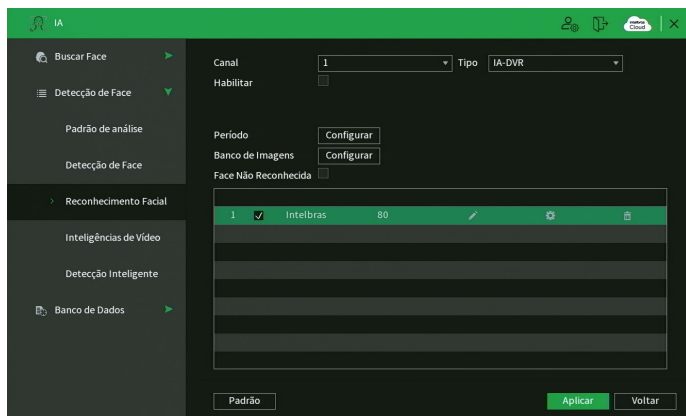 IA
intelbras
Cloud
Buscar Face
Detecção de Face
Padrão de análise
Detecção de Face
Reconhecimento Facial
Inteligências de Vídeo
Detecção Inteligente
Banco de Dados
Canal 1 Tipo IA-DVR
Habilitar
Período Configurar
Banco de Imagens Configurar
Face Não Reconhecida
1 Intelbras 80
Padrão Aplicar Voltar